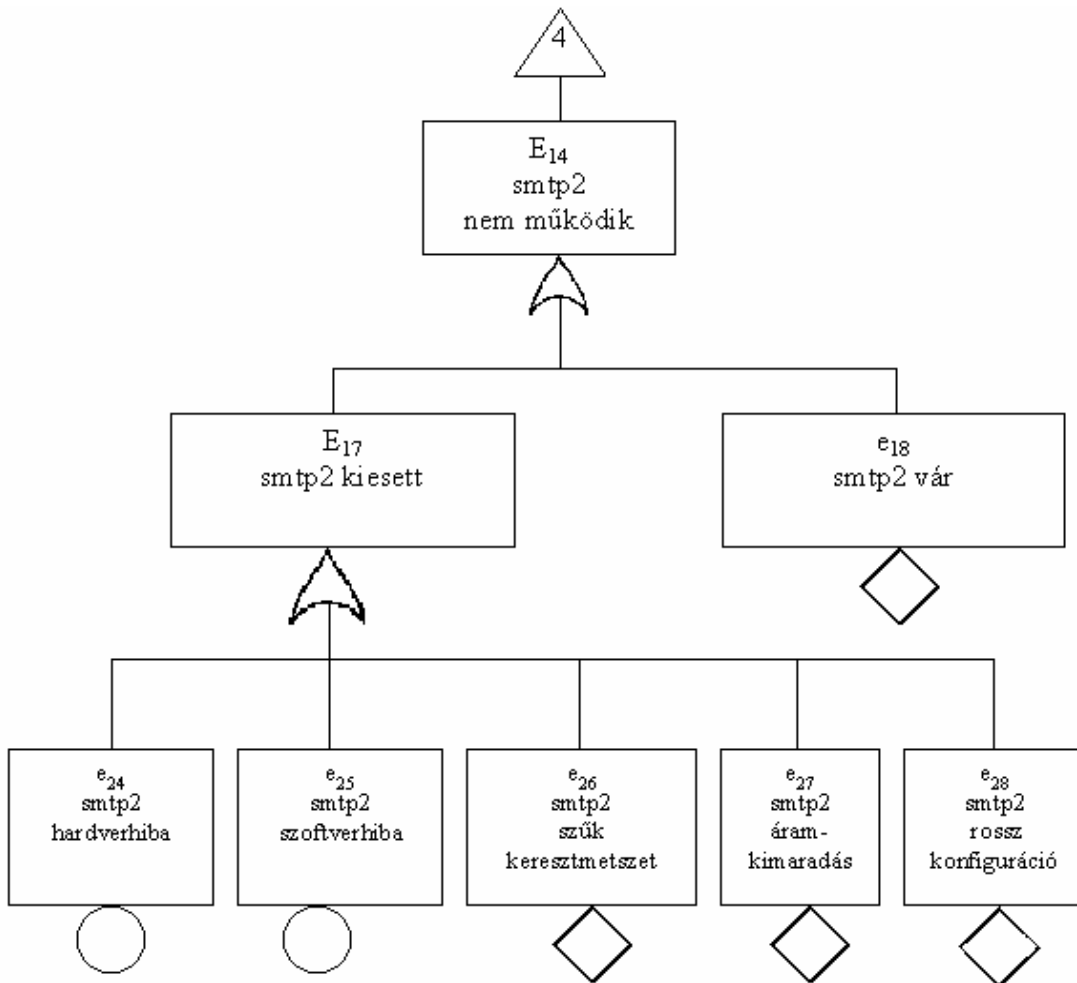 4
E14
smtp2
nem működik
E17
smtp2 kiesett
e18
smtp2 vár
e24
smtp2
hardverhiba
e25
smtp2
szoftverhiba
e26
smtp2
szűk
keresztmetszet
e27
smtp2
áram-
kimaradás
e28
smtp2
rossz
konfiguráció